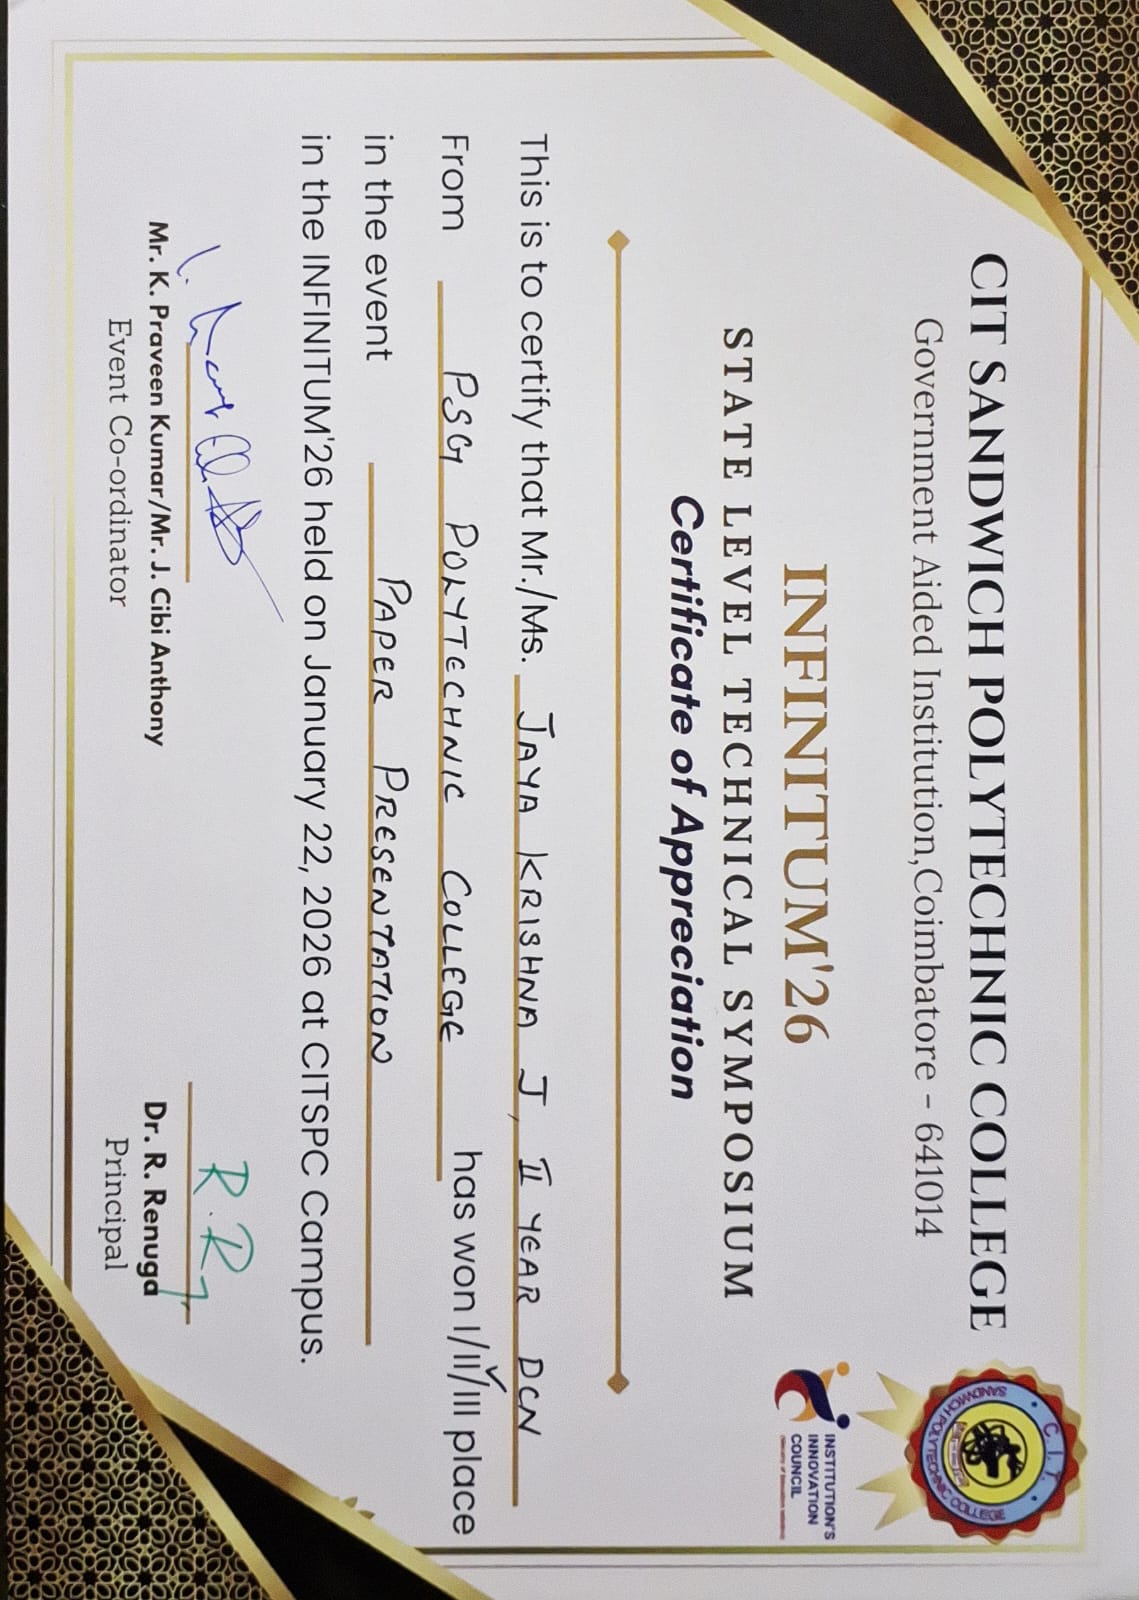 CIT SANDWICH POLYTECHNIC COLLEGE
Government Aided Institution,Coimbatore - 641014
C. I. T.
SANDWICH POLYTECHNIC COLLEGE
INSTITUTION'S
INNOVATION
COUNCIL
INFINITUM'26
STATE LEVEL TECHNICAL SYMPOSIUM
Certificate of Appreciation
This is to certify that Mr./Ms. JAYA KRISHNA J, II YEAR DCN
From PSG POLYTECHNIC COLLEGE has won I/II/III place
in the event PAPER PRESENTATION
in the INFINITUM'26 held on January 22, 2026 at CITSPC Campus.
Mr. K. Praveen Kumar/Mr. J. Cibi Anthony
Event Co-ordinator
Dr. R. Renuga
Principal